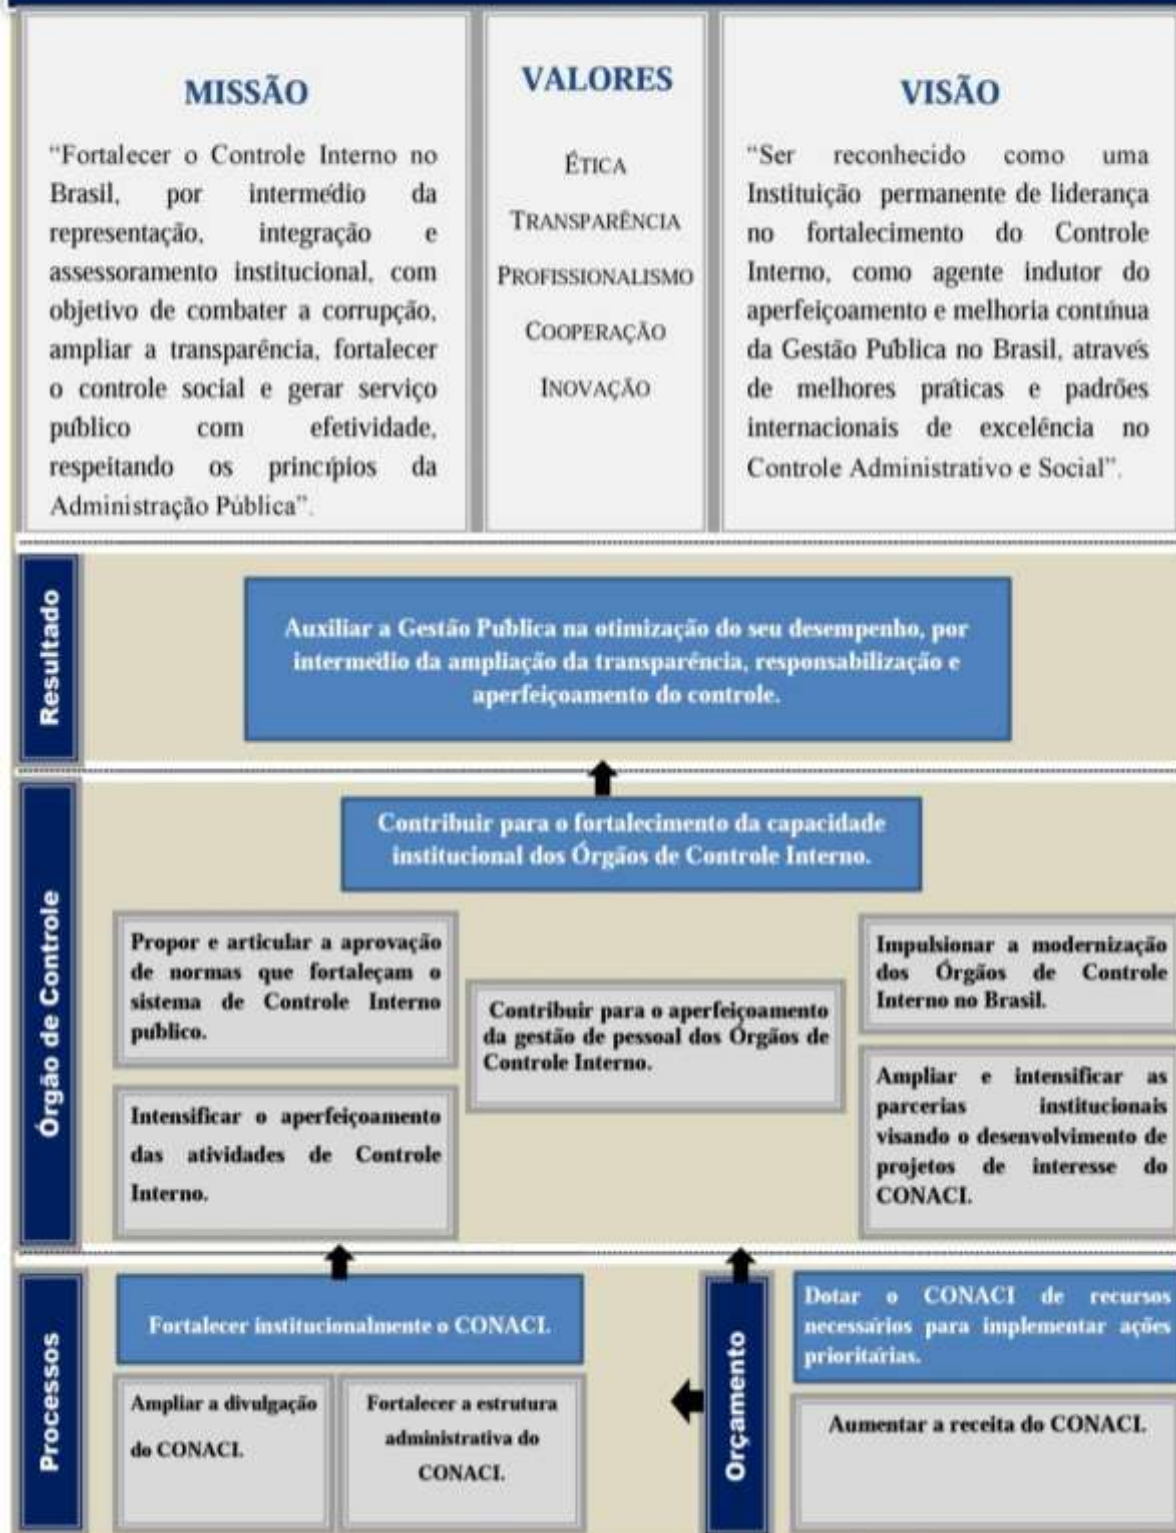 MISSÃO
“Fortalecer o Controle Interno no
Brasil, por intermédio da
representação, integração e
assessoramento institucional, com
objetivo de combater a corrupção,
ampliar a transparência, fortalecer
o controle social e gerar serviço
público com efetividade,
respeitando os princípios da
Administração Pública”.
VALORES
ÉTICA
TRANSPARÊNCIA
PROFISSIONALISMO
COOPERAÇÃO
INOVAÇÃO
VISÃO
“Ser reconhecido como uma
Instituição permanente de liderança
no fortalecimento do Controle
Interno, como agente indutor do
aperfeiçoamento e melhoria contínua
da Gestão Pública no Brasil, através
de melhores práticas e padrões
internacionais de excelência no
Controle Administrativo e Social”.
Resultado
Auxiliar a Gestão Pública na otimização do seu desempenho, por
intermédio da ampliação da transparência, responsabilização e
aperfeiçoamento do controle.
Órgão de Controle
Contribuir para o fortalecimento da capacidade
institucional dos Órgãos de Controle Interno.
Propor e articular a aprovação
de normas que fortaleçam o
sistema de Controle Interno
público.
Intensificar o aperfeiçoamento
das atividades de Controle
Interno.
Contribuir para o aperfeiçoamento
da gestão de pessoal dos Órgãos de
Controle Interno.
Impulsionar a modernização
dos Órgãos de Controle
Interno no Brasil.
Ampliar e intensificar as
parcerias institucionais
visando o desenvolvimento de
projetos de interesse do
CONACI.
Processos
Fortalecer institucionalmente o CONACI.
Ampliar a divulgação
do CONACI.
Fortalecer a estrutura
administrativa do
CONACI.
Orçamento
Dotar o CONACI de recursos
necessários para implementar ações
prioritárias.
Aumentar a receita do CONACI.